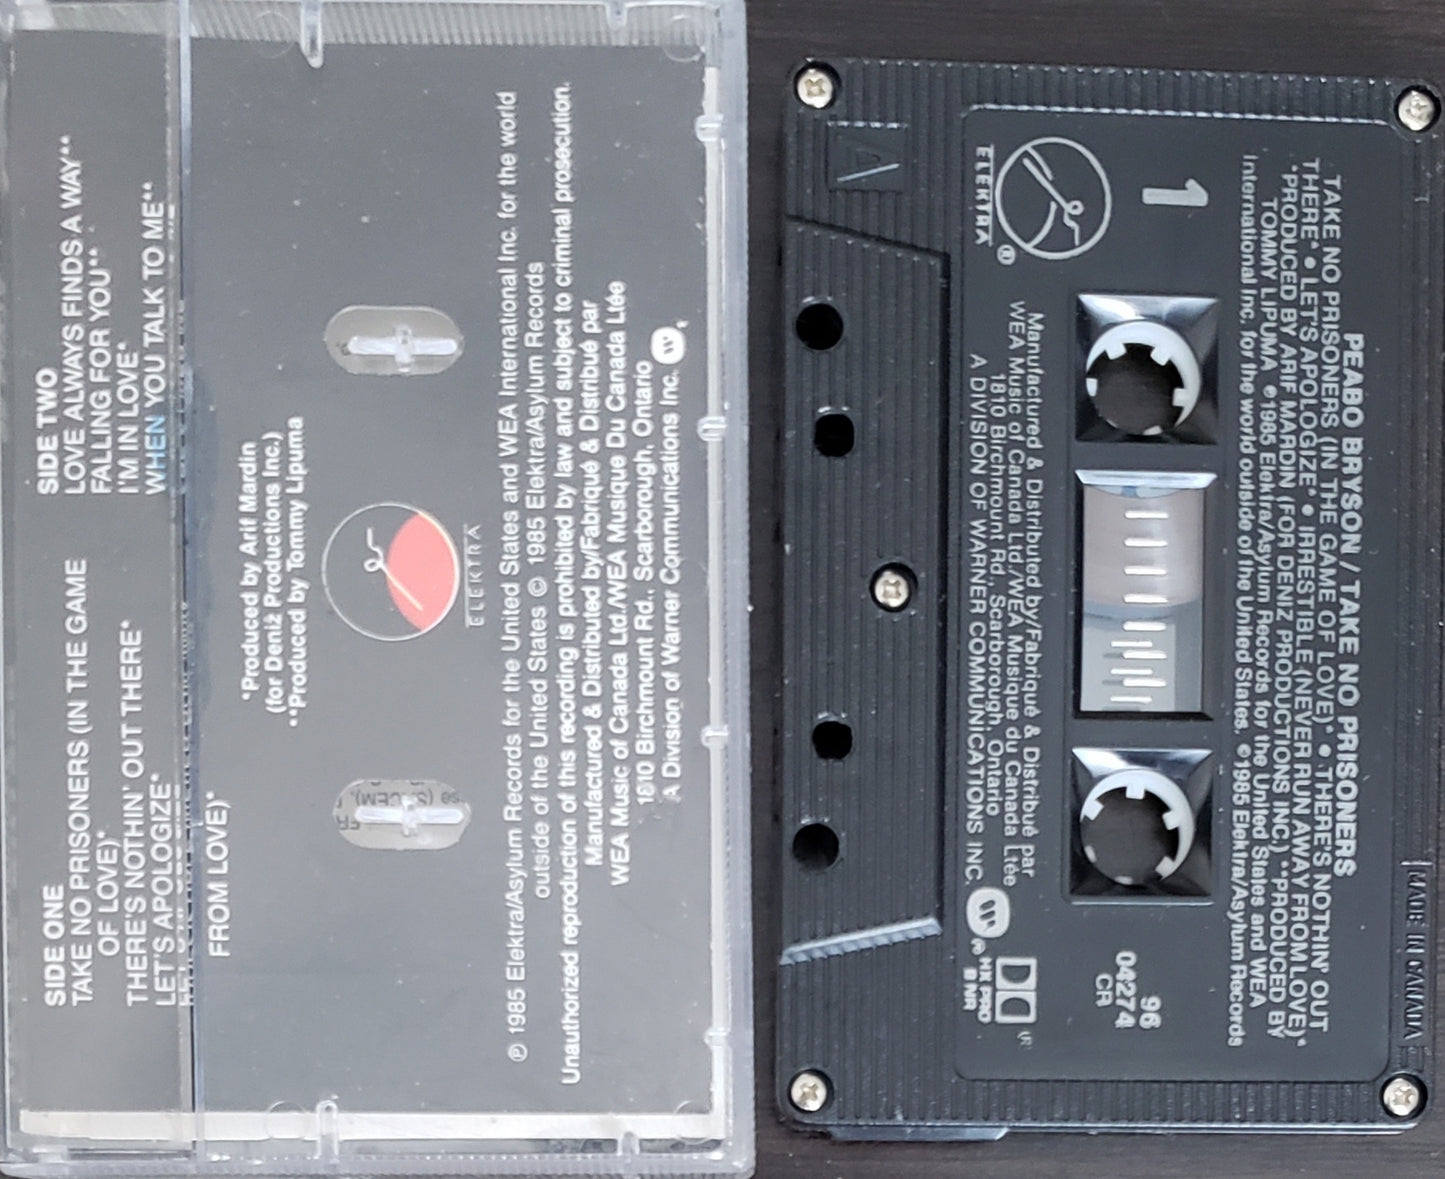 SIDE ONE
TAKE NO PRISONERS (IN THE GAME
OF LOVE)*
THERE'S NOTHIN' OUT THERE*
LET'S APOLOGIZE*
FROM LOVE)*
SIDE TWO
LOVE ALWAYS FINDS A WAY**
FALLING FOR YOU**
I'M IN LOVE*
WHEN YOU TALK TO ME**
*Produced by Arif Mardin
(for Deniz Productions Inc.)
**Produced by Tommy Lipuma
ELEKTRA
℗ 1985 Elektra/Asylum Records for the United States and WEA International Inc. for the world
outside of the United States © 1985 Elektra/Asylum Records
Unauthorized reproduction of this recording is prohibited by law and subject to criminal prosecution.
Manufactured & Distributed by/Fabriqué & Distribué par
WEA Music of Canada Ltd./WEA Musique Du Canada Ltée
1810 Birchmount Rd., Scarborough, Ontario
A Division of Warner Communications Inc.
PEABO BRYSON / TAKE NO PRISONERS
TAKE NO PRISONERS (IN THE GAME OF LOVE)* • THERE'S NOTHIN' OUT
THERE* • LET'S APOLOGIZE* • IRRESTIBLE (NEVER RUN AWAY FROM LOVE)*
*PRODUCED BY ARIF MARDIN (FOR DENIZ PRODUCTIONS INC.) **PRODUCED BY
TOMMY LIPUMA ℗1985 Elektra/Asylum Records for the United States and WEA
International Inc. for the world outside of the United States. ©1985 Elektra/Asylum Records
1
A
96
04274
CR
ELEKTRA ®
Manufactured & Distributed by/Fabriqué & Distribué par
WEA Music of Canada Ltd./WEA Musique du Canada Ltée
1810 Birchmount Rd., Scarborough, Ontario
A DIVISION OF WARNER COMMUNICATIONS INC.
HX PRO
B NR
MADE IN CANADA